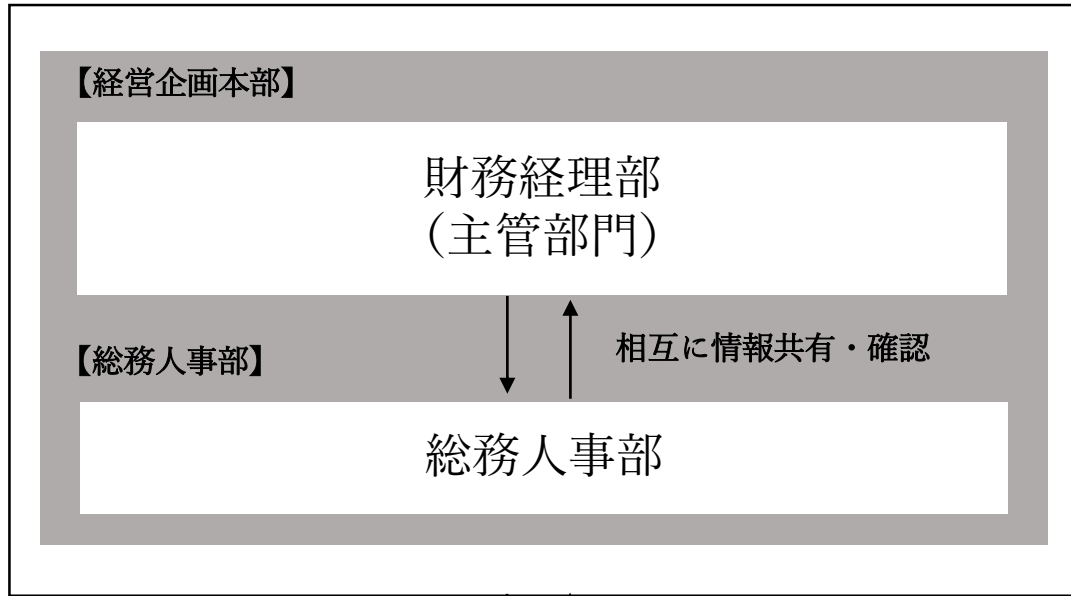 【経営企画本部】
財務経理部
（主管部門）
相互に情報共有・確認
【総務人事部】
総務人事部